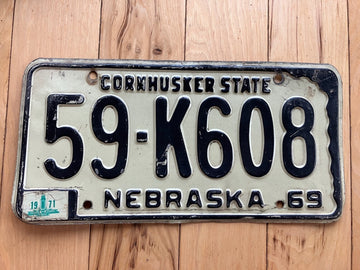 CORNHUSKER STATE
59-K608
19 71
NEBRASKA 69